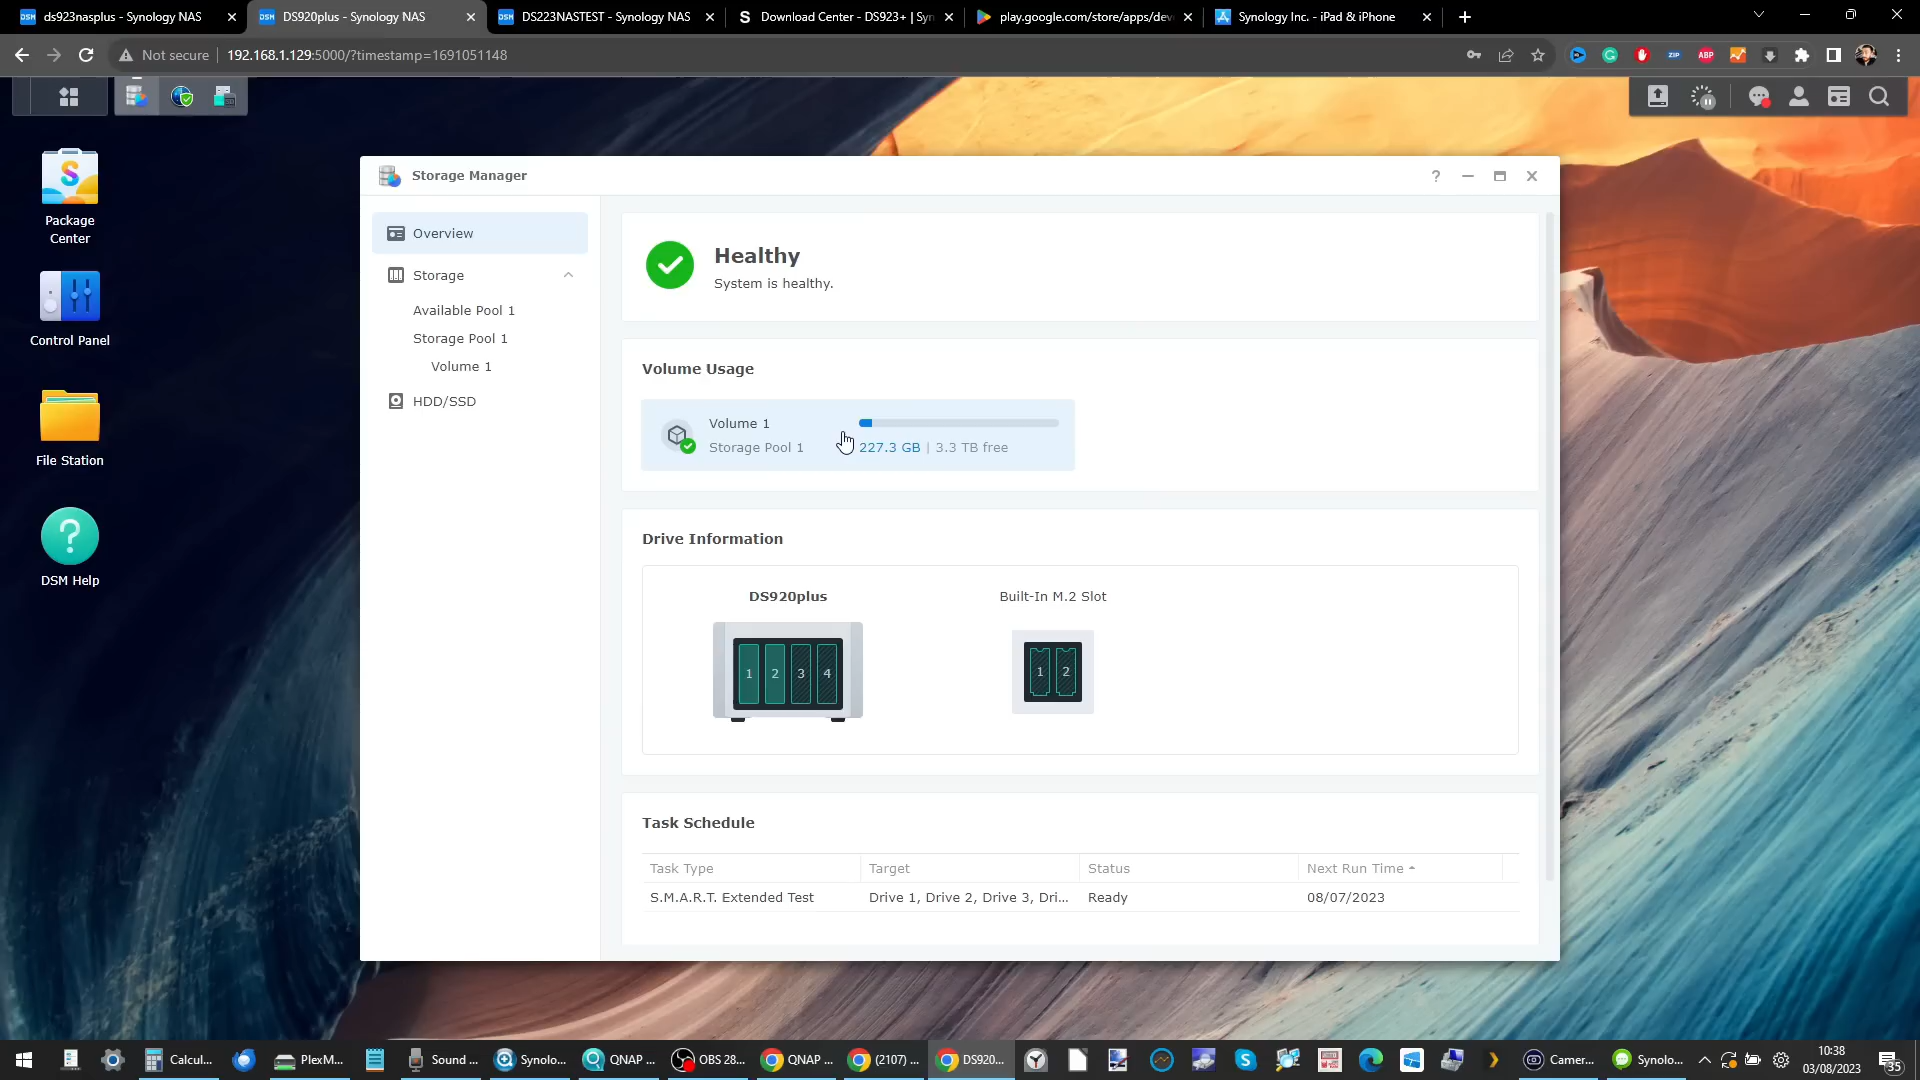 ds923nasplus - Synology NAS
DS920plus - Synology NAS
DS223NASTEST - Synology NAS
Download Center - DS923+ | Syn
play.google.com/store/apps/dev
Synology Inc. - iPad & iPhone
Not secure
192.168.1.129:5000/?timestamp=1691051148
Package
Center
Control Panel
File Station
DSM Help
Storage Manager
Overview
Storage
Available Pool 1
Storage Pool 1
Volume 1
HDD/SSD
Healthy
System is healthy.
Volume Usage
Volume 1
Storage Pool 1
227.3 GB | 3.3 TB free
Drive Information
DS920plus
1 2 3 4
Built-In M.2 Slot
1 2
Task Schedule
Task Type Target Status Next Run Time
S.M.A.R.T. Extended Test Drive 1, Drive 2, Drive 3, Dri... Ready 08/07/2023
Calcul...
PlexM...
Sound ...
Synolo...
QNAP ...
OBS 28...
QNAP ...
(2107) ...
DS920...
Camer...
Synolo...
10:38
03/08/2023
35